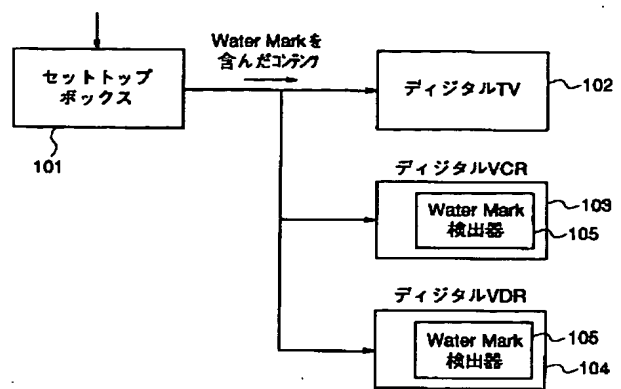 Water Markを
含んだコンテンツ
セットトップ
ボックス
101
ディジタルTV
102
ディジタルVCR
Water Mark
検出器
103
105
ディジタルVDR
Water Mark
検出器
105
104